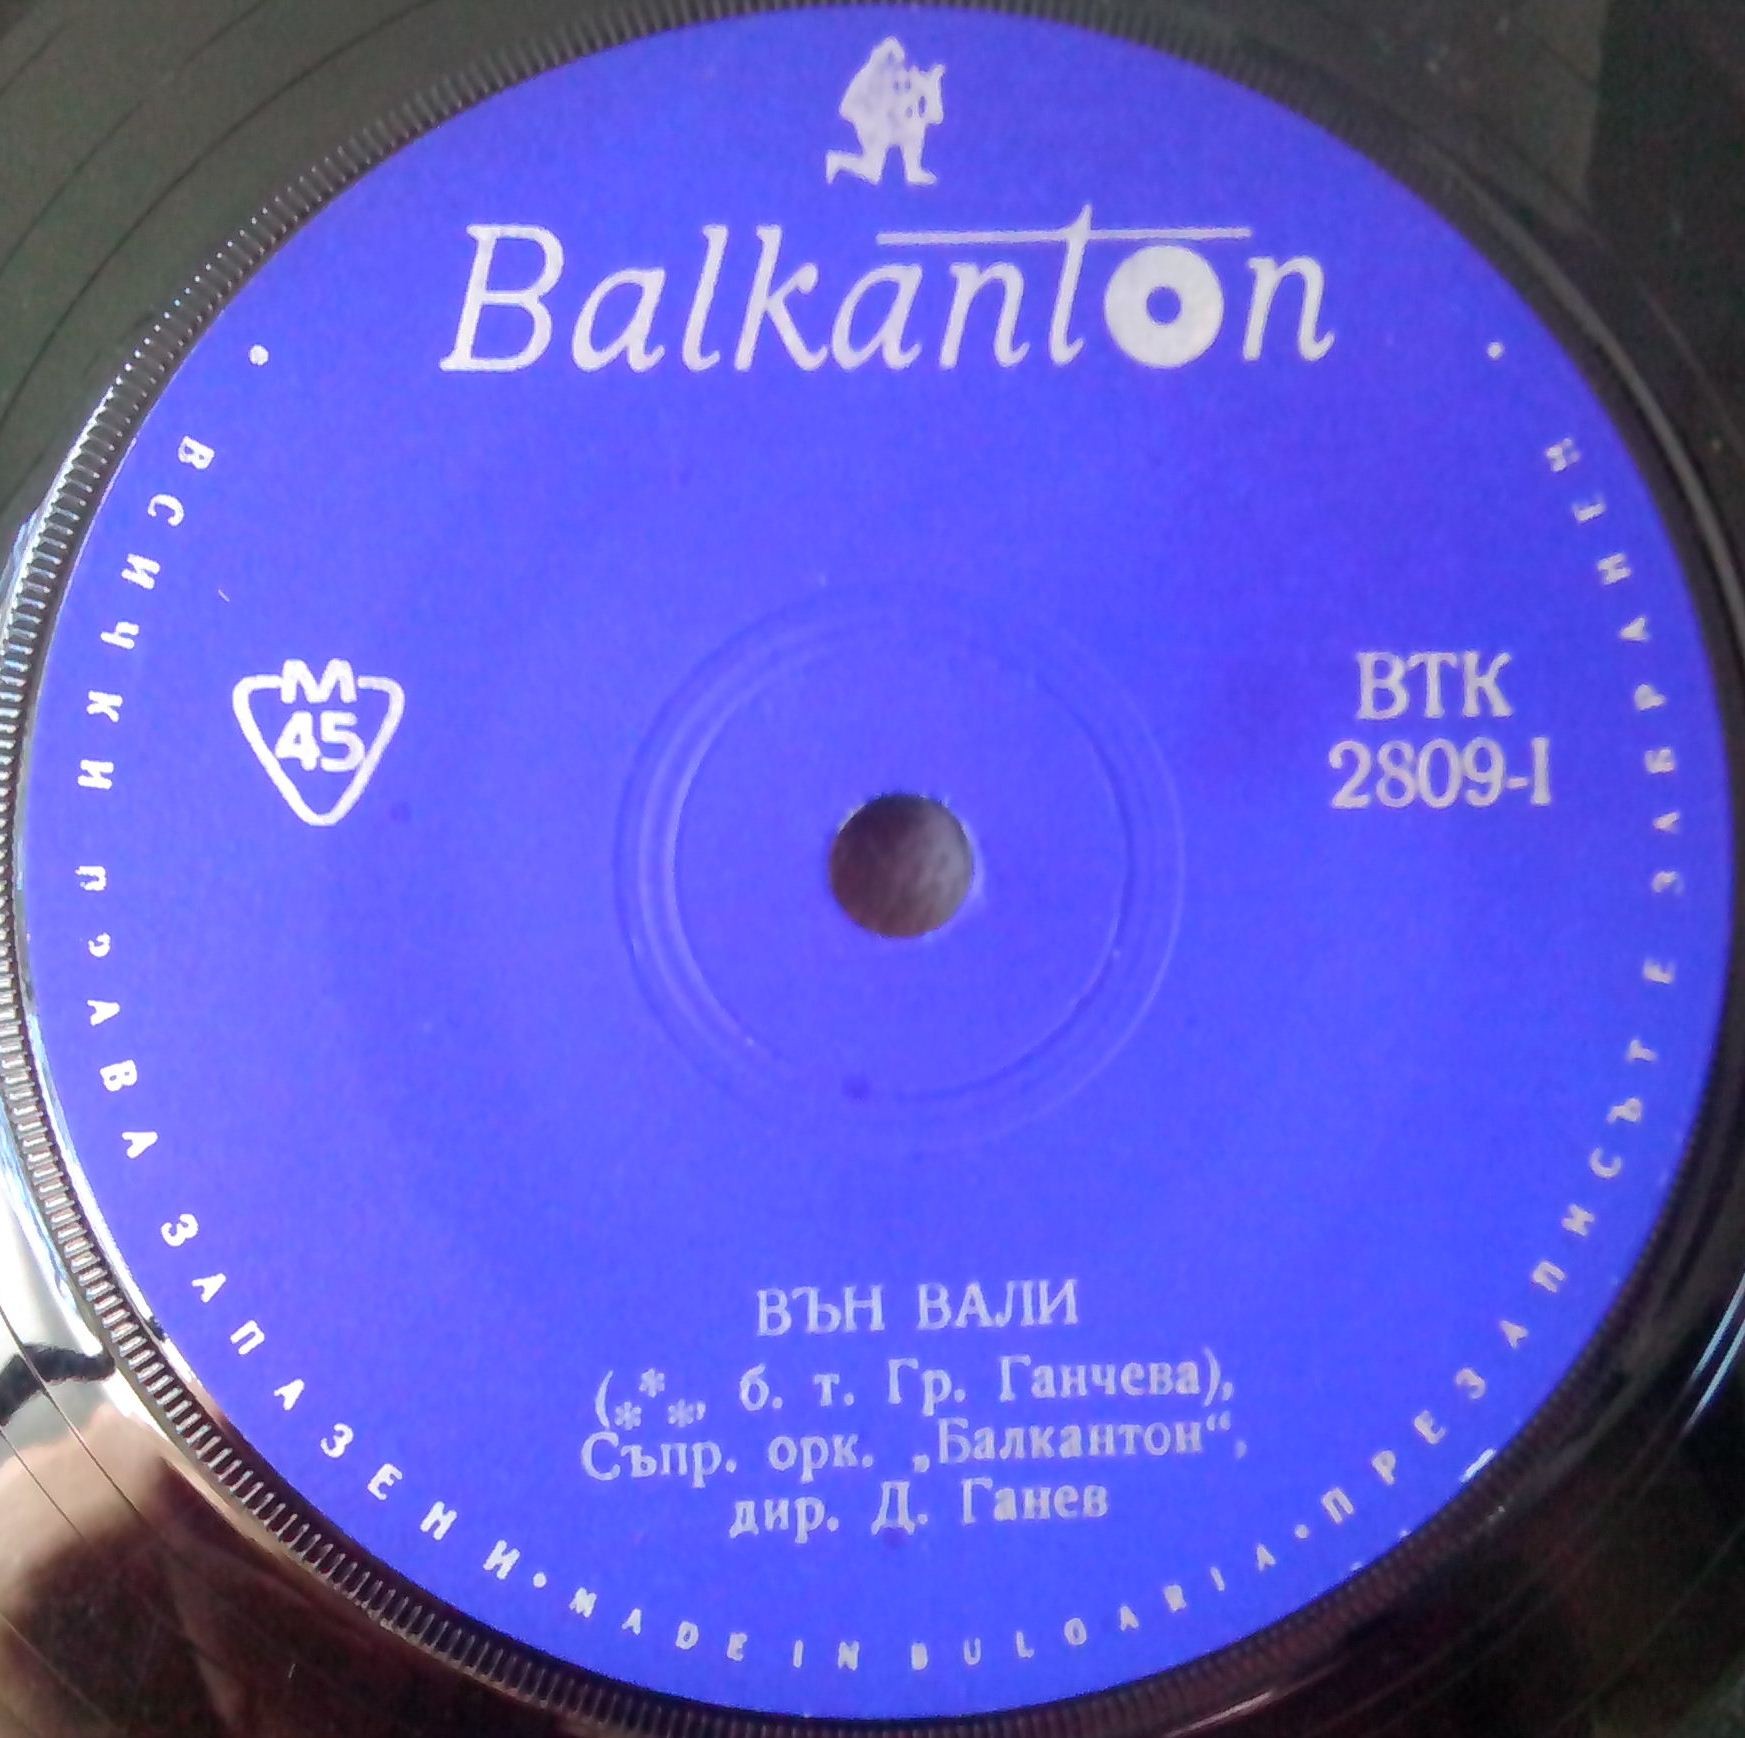 Balkanton
М
45
ВТК
2809-I
ВЪН ВАЛИ
(***, б. т. Гр. Ганчева),
Съпр. орк. „Балкантон“,
дир. Д. Ганев
• ВСИЧКИ ПРАВА ЗАПАЗЕНИ • MADE IN BULGARIA • ПРЕЗАПИСЪТ Е ЗАБРАНЕН •